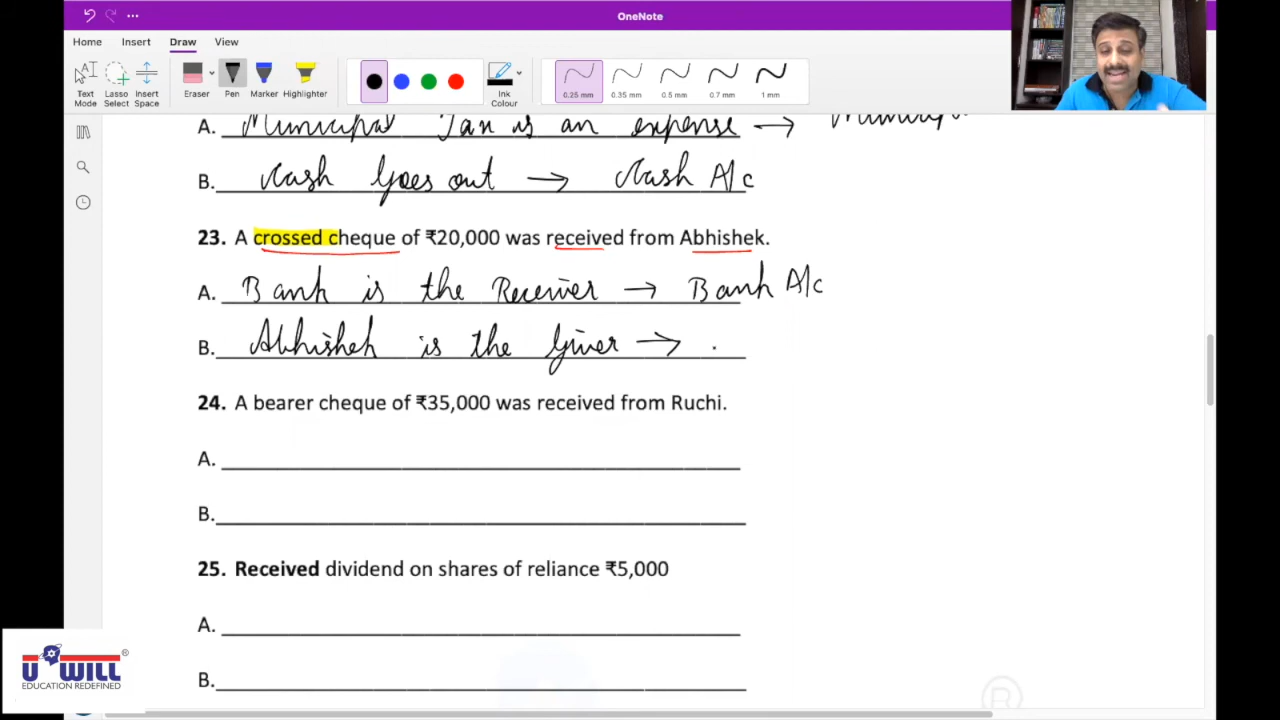 OneNote
Home Insert Draw View
Text Mode Lasso Select Insert Space Eraser Pen Marker Highlighter Ink Colour 0.25 mm 0.35 mm 0.5 mm 0.7 mm 1 mm
A. Municipal Tax is an expense →
B. Cash Goes out → Cash A/c
23. A crossed cheque of ₹20,000 was received from Abhishek.
A. Bank is the Receiver → Bank A/c
B. Abhishek is the Giver →
24. A bearer cheque of ₹35,000 was received from Ruchi.
A.
B.
25. Received dividend on shares of reliance ₹5,000
A.
B.
U WILL ®
EDUCATION REDEFINED